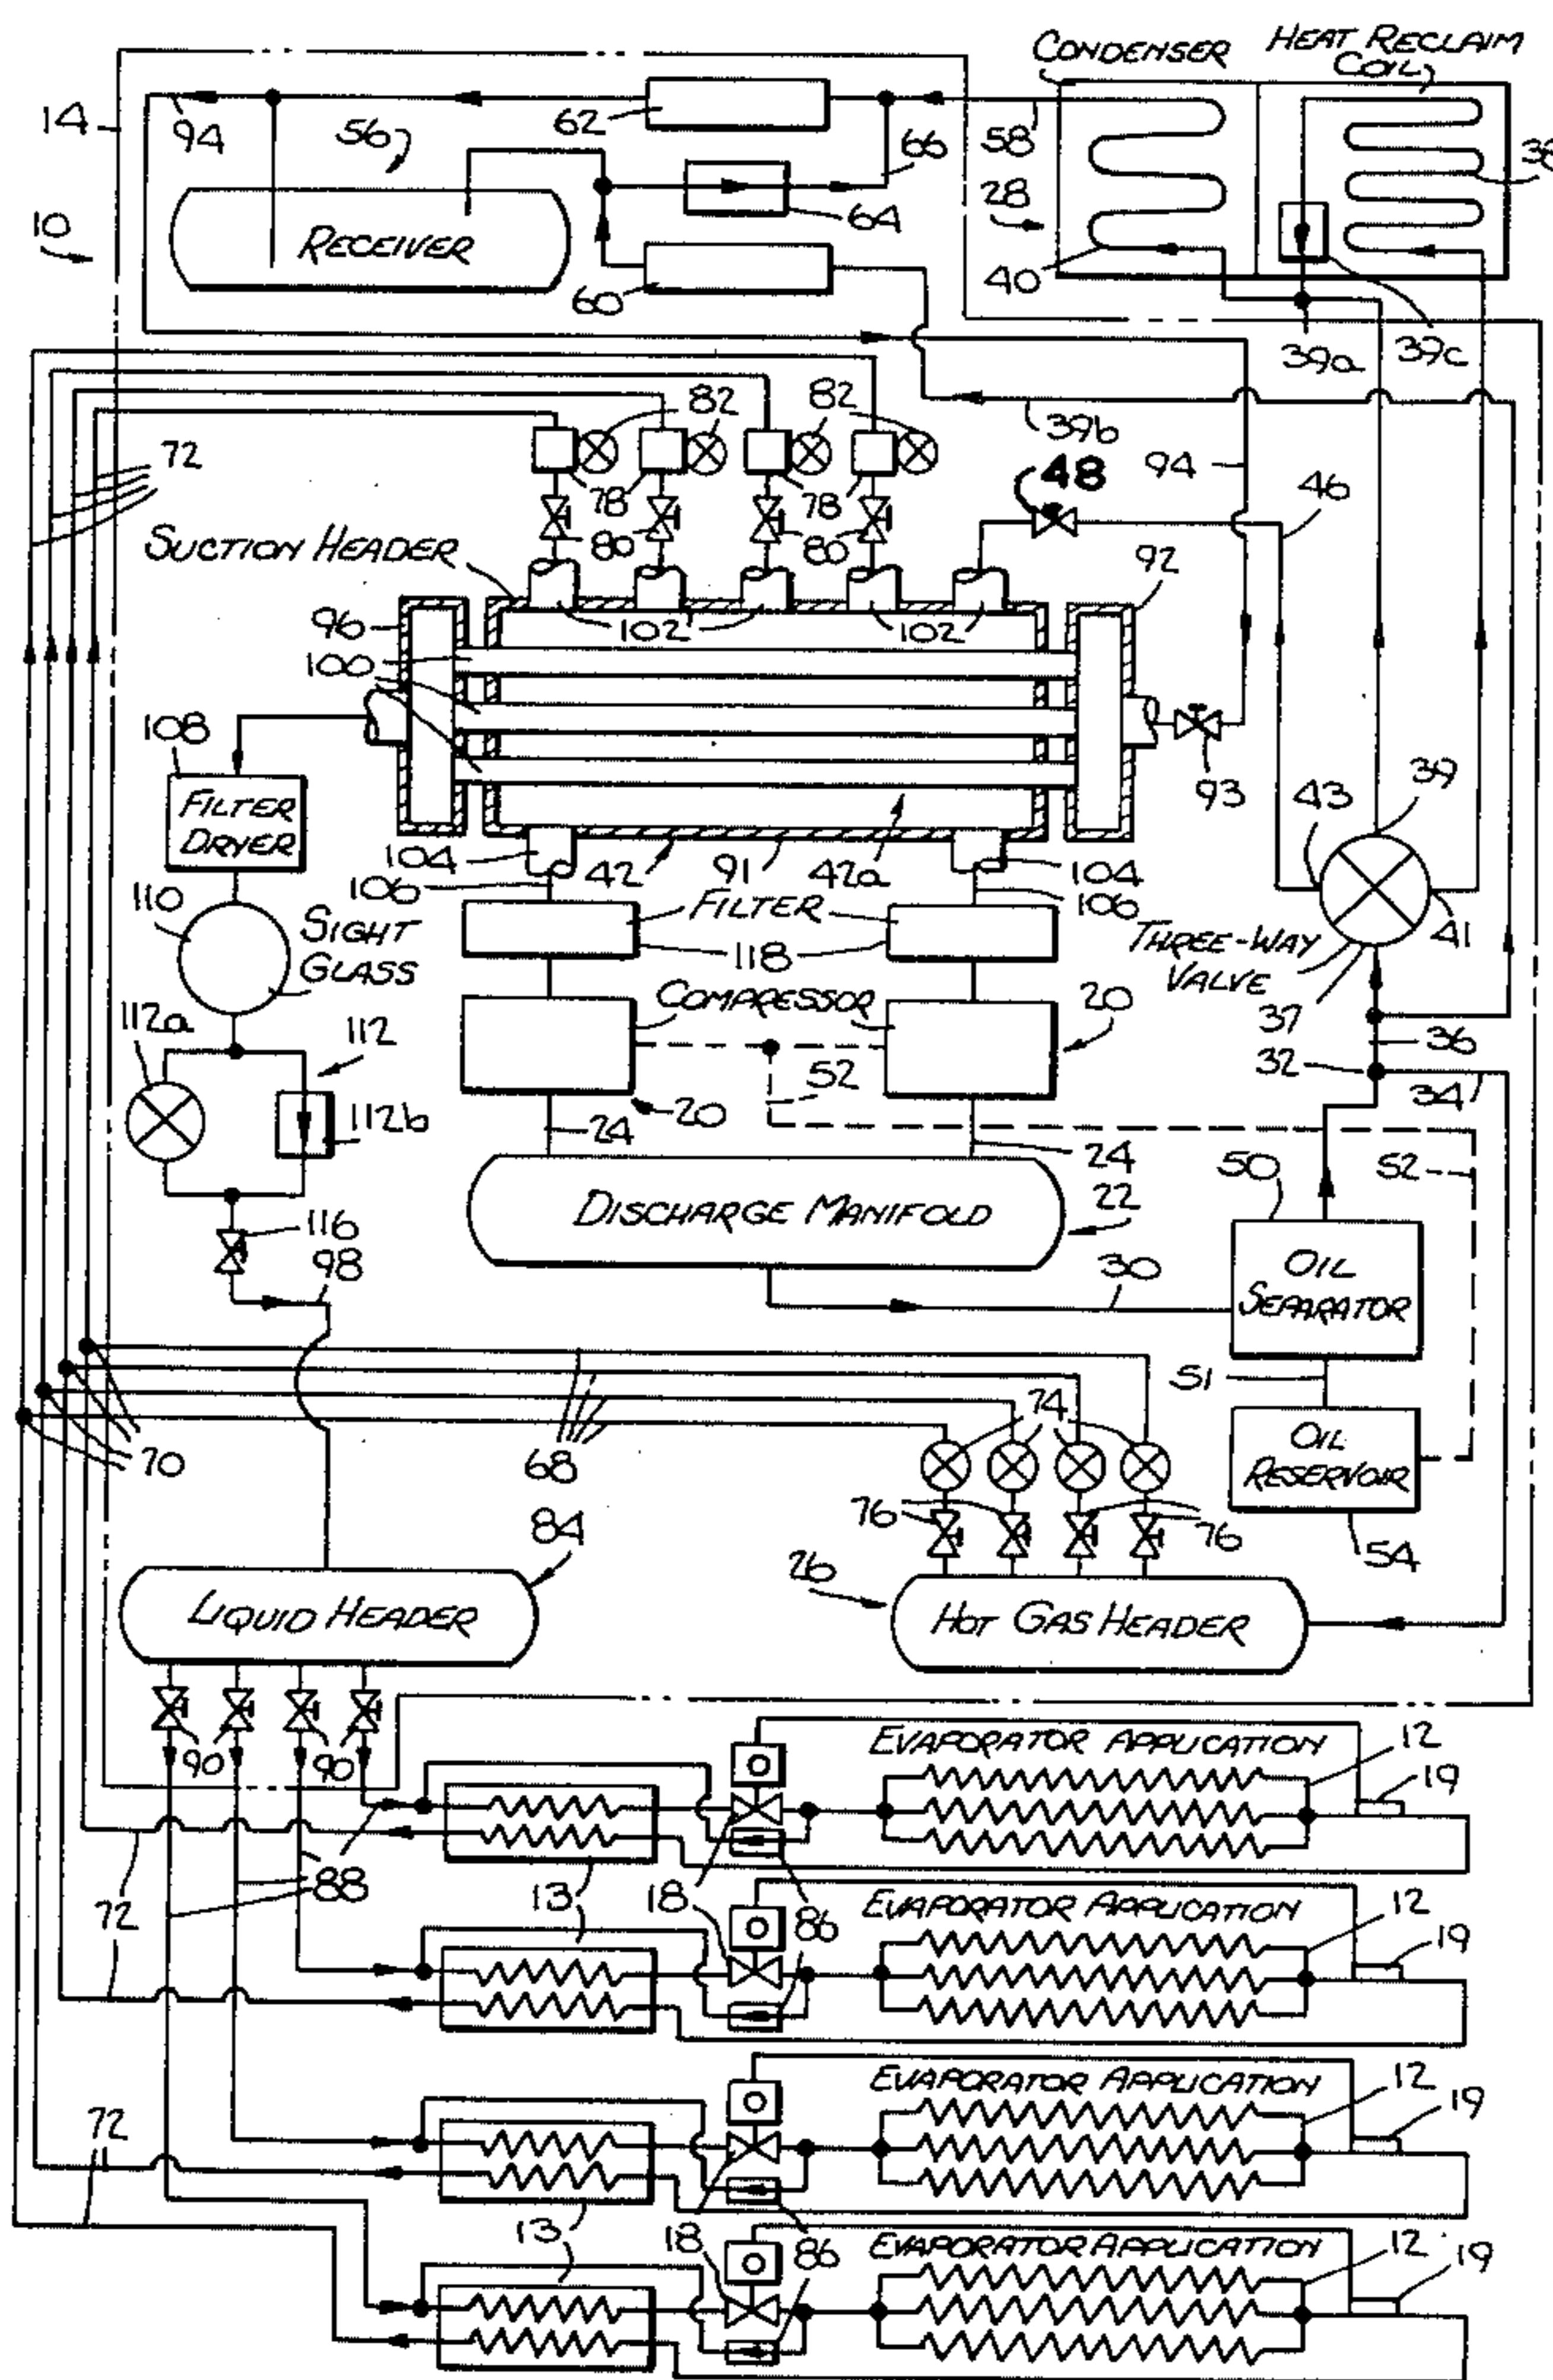 CONDENSER
HEAT RECLAIM
COIL
14
94
56
62
66
58
38
10
RECEIVER
64
28
60
40
39a
39c
82
82
39b
72
94
48
46
78
78
80
80
SUCTION HEADER
92
96
102
102
100
108
FILTER
DRYER
93
43
39
104
42
91
42a
104
106
106
110
SIGHT
GLASS
FILTER
118
THREE-WAY
VALVE
41
37
COMPRESSOR
20
36
112a
112
32
34
112b
52
20
24
24
50
52
116
DISCHARGE MANIFOLD
22
98
30
OIL
SEPARATOR
51
74
70
68
OIL
RESERVOIR
76
76
54
84
26
LIQUID HEADER
HOT GAS HEADER
90
90
EVAPORATOR APPLICATION
12
19
88
13
18
86
72
EVAPORATOR APPLICATION
12
19
EVAPORATOR APPLICATION
12
19
72
13
18
86
EVAPORATOR APPLICATION
12
19